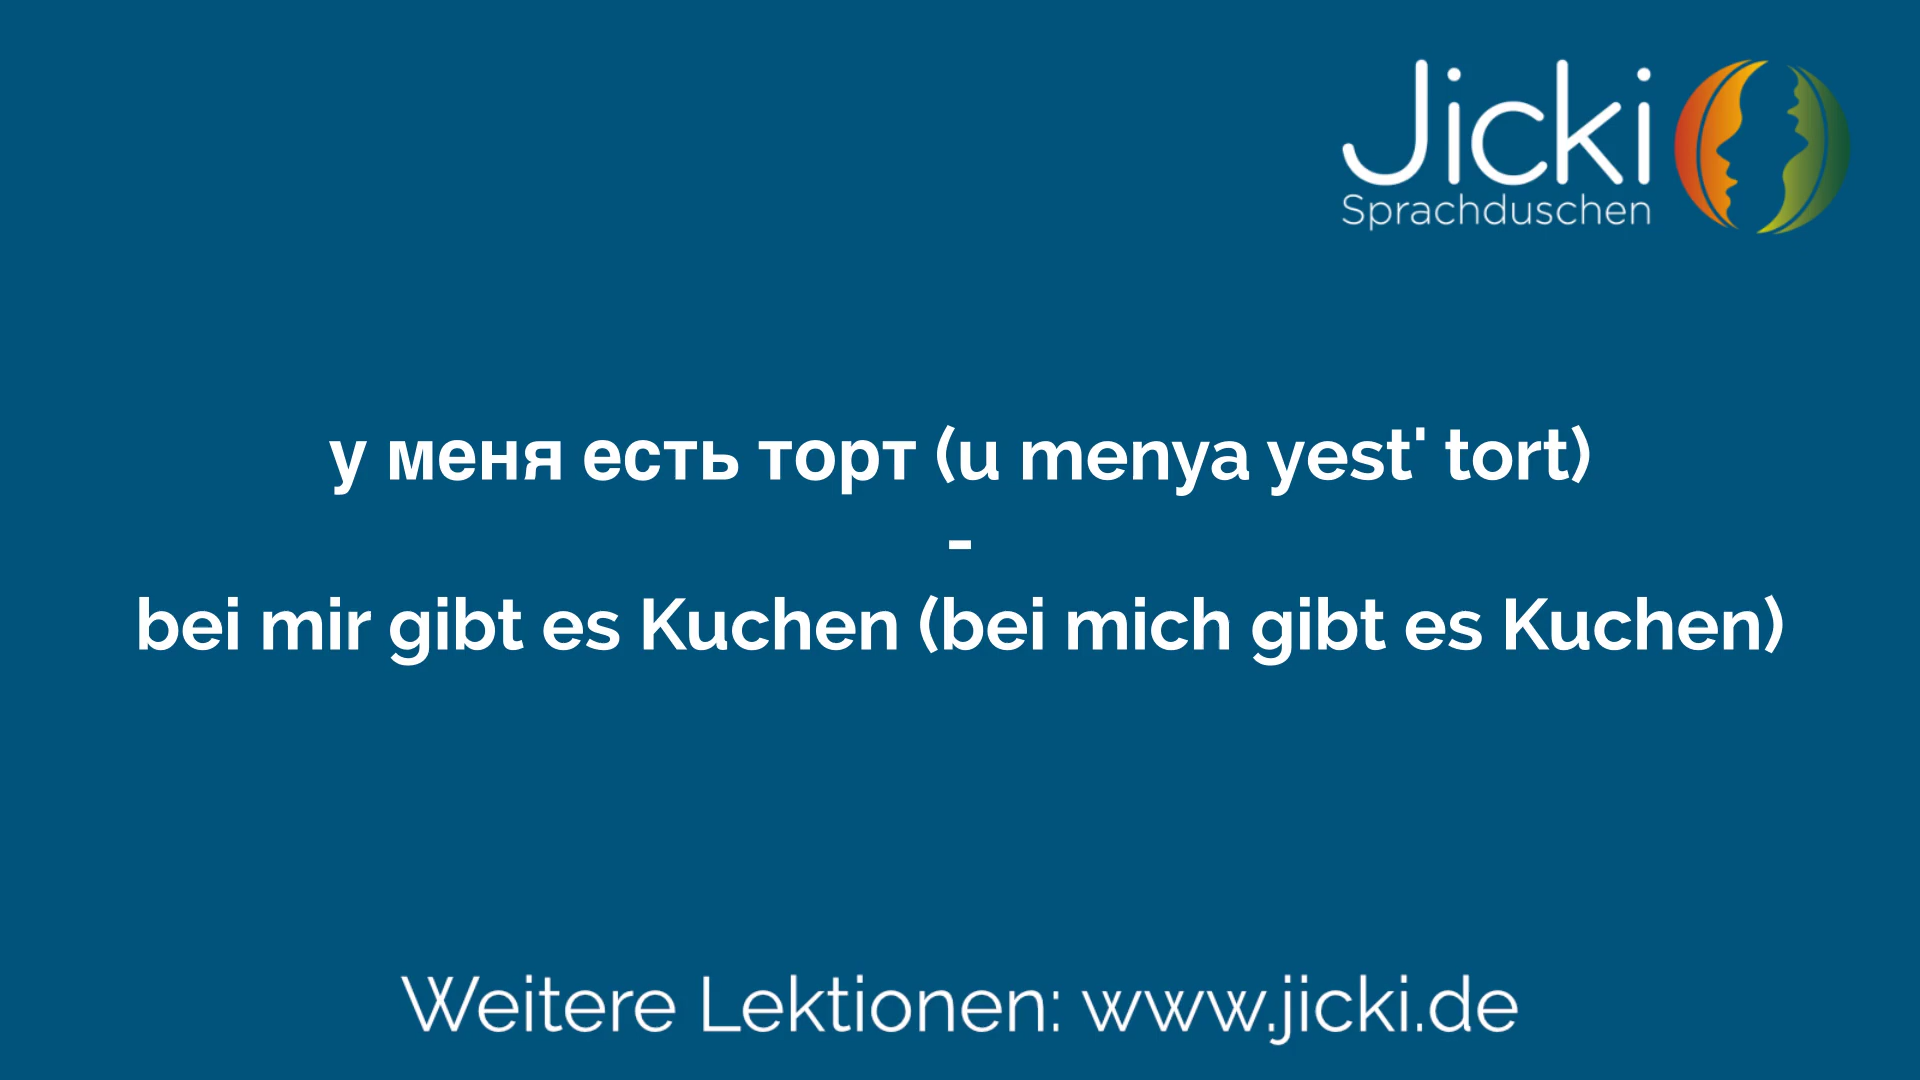 Jicki
Sprachduschen
у меня есть торт (u menya yest' tort)
-
bei mir gibt es Kuchen (bei mich gibt es Kuchen)
Weitere Lektionen: www.jicki.de